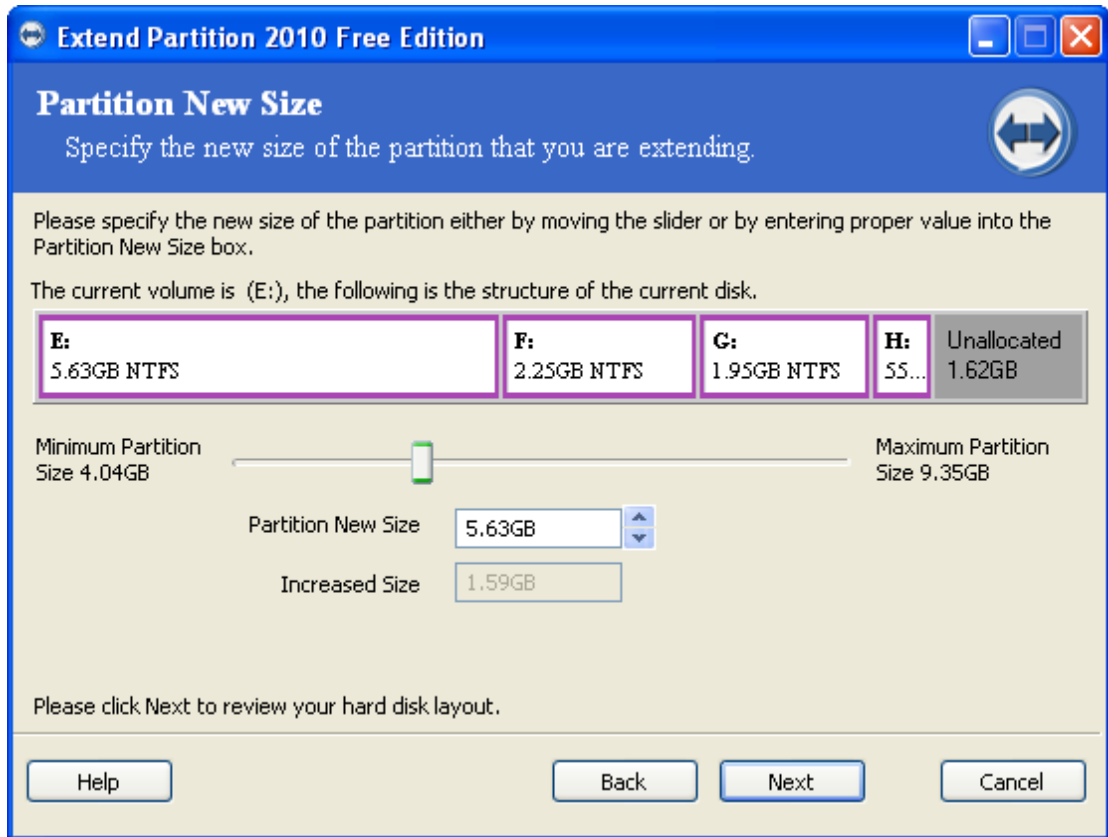 Extend Partition 2010 Free Edition
Partition New Size
Specify the new size of the partition that you are extending.
Please specify the new size of the partition either by moving the slider or by entering proper value into the
Partition New Size box.
The current volume is (E:), the following is the structure of the current disk.
E:
5.63GB NTFS
F:
2.25GB NTFS
G:
1.95GB NTFS
H:
55...
Unallocated
1.62GB
Minimum Partition
Size 4.04GB
Maximum Partition
Size 9.35GB
Partition New Size
5.63GB
Increased Size
1.59GB
Please click Next to review your hard disk layout.
Help
Back
Next
Cancel